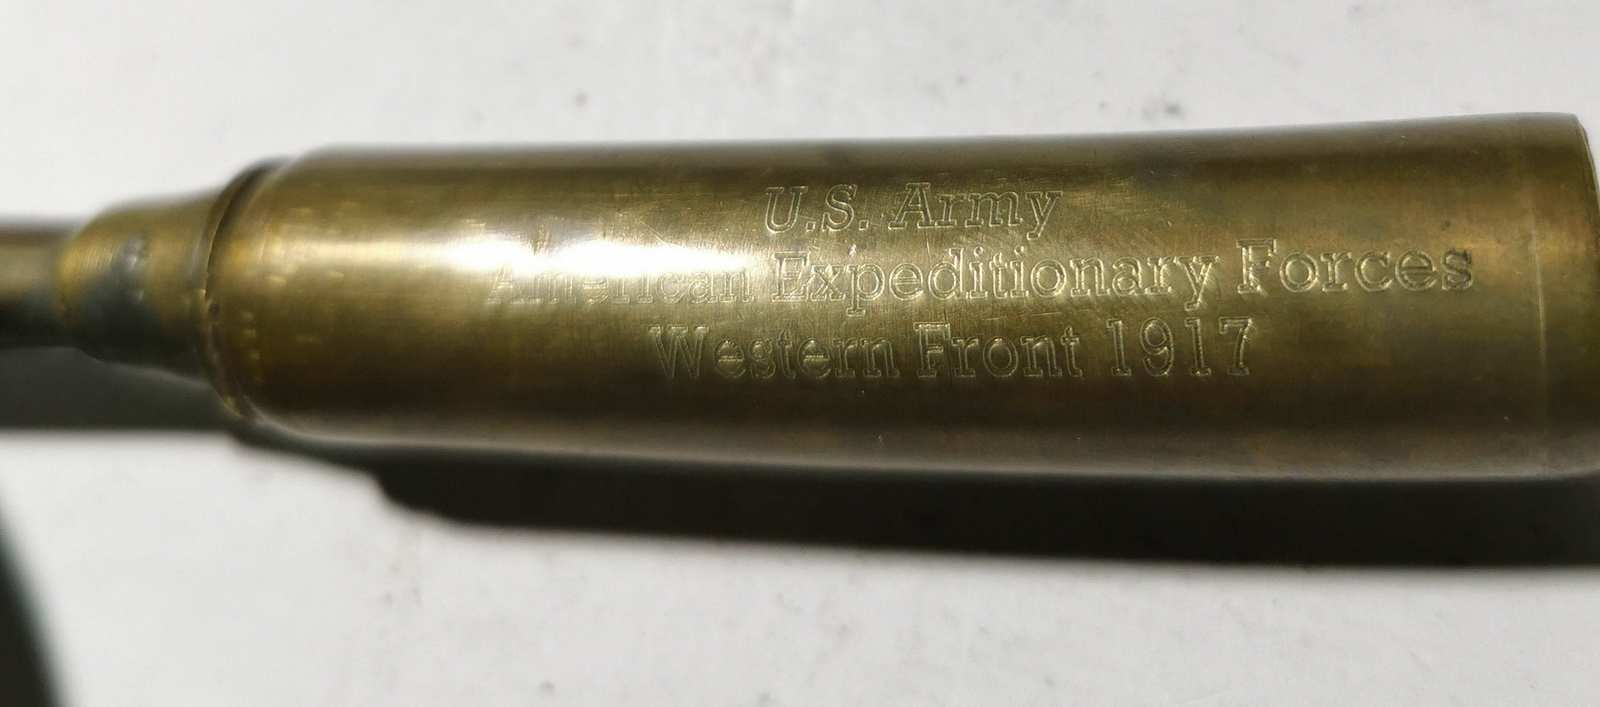 U.S. Army
American Expeditionary Forces
Western Front 1917